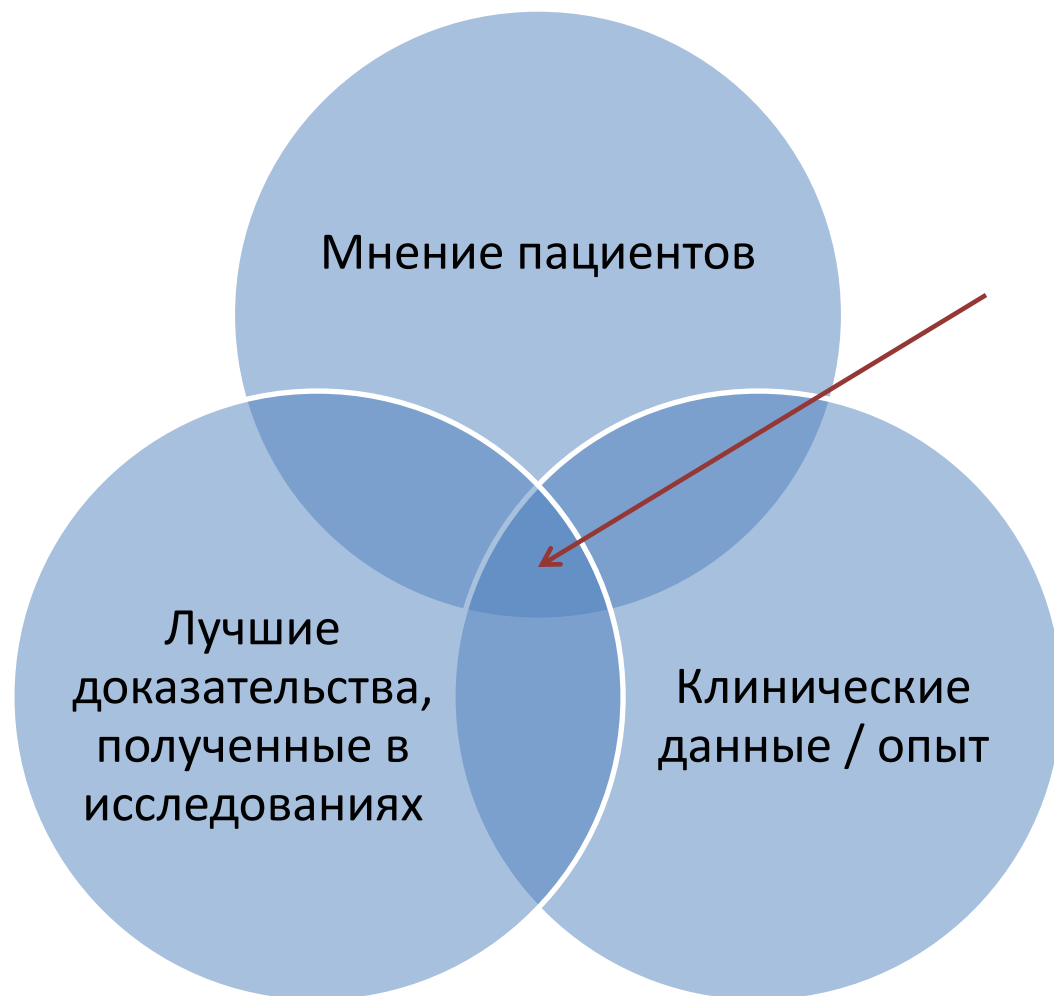 Мнение пациентов
Лучшие
доказательства,
полученные в
исследованиях
Клинические
данные / опыт